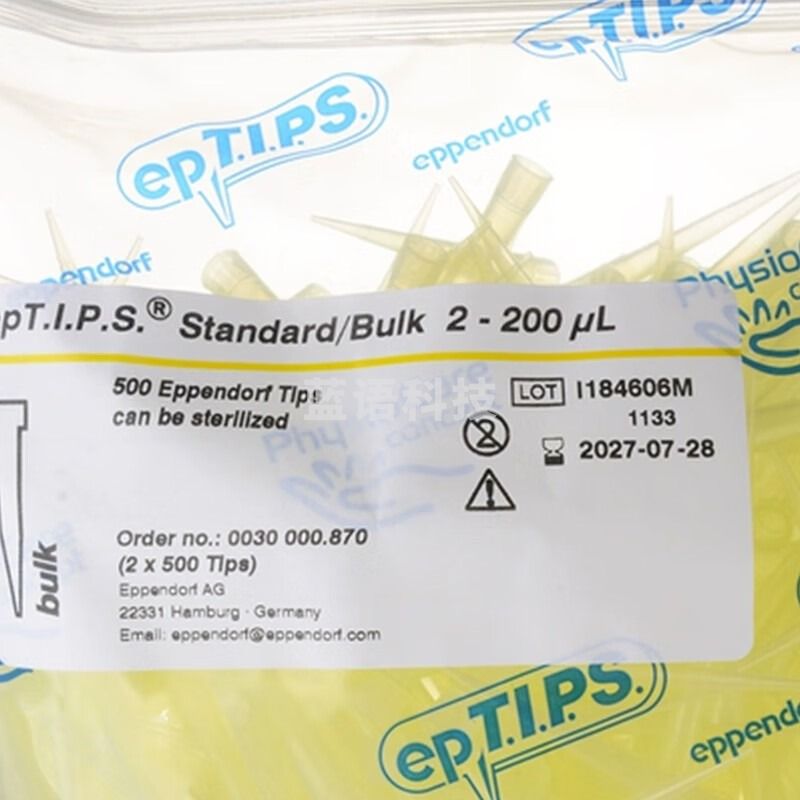 epT.I.P.S.
epT.I.P.S.
eppendorf
eppendorf
Physio
epT.I.P.S.® Standard/Bulk 2 - 200 µL
500 Eppendorf Tips
can be sterilized
蓝语科技
LOT I184606M
1133
2027-07-28
bulk
Order no.: 0030 000.870
(2 x 500 Tips)
Eppendorf AG
22331 Hamburg · Germany
Email: eppendorf@eppendorf.com
epT.I.P.S.
eppendorf